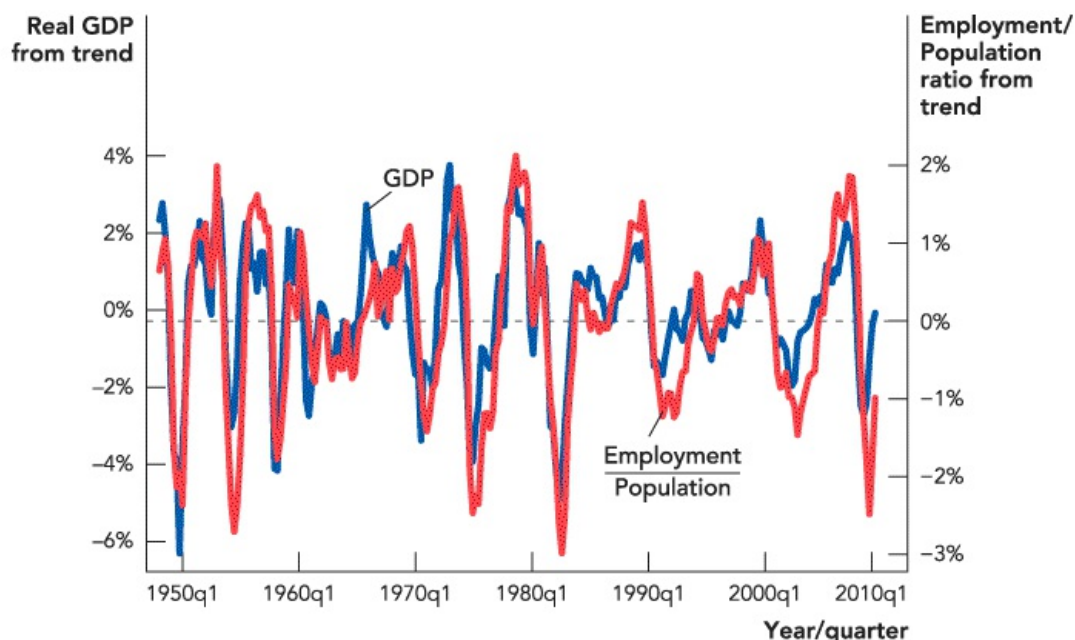 Real GDP
from trend
Employment/
Population
ratio from
trend
4%
2%
0%
−2%
−4%
−6%
2%
1%
0%
−1%
−2%
−3%
GDP
Employment
Population
1950q1 1960q1 1970q1 1980q1 1990q1 2000q1 2010q1
Year/quarter